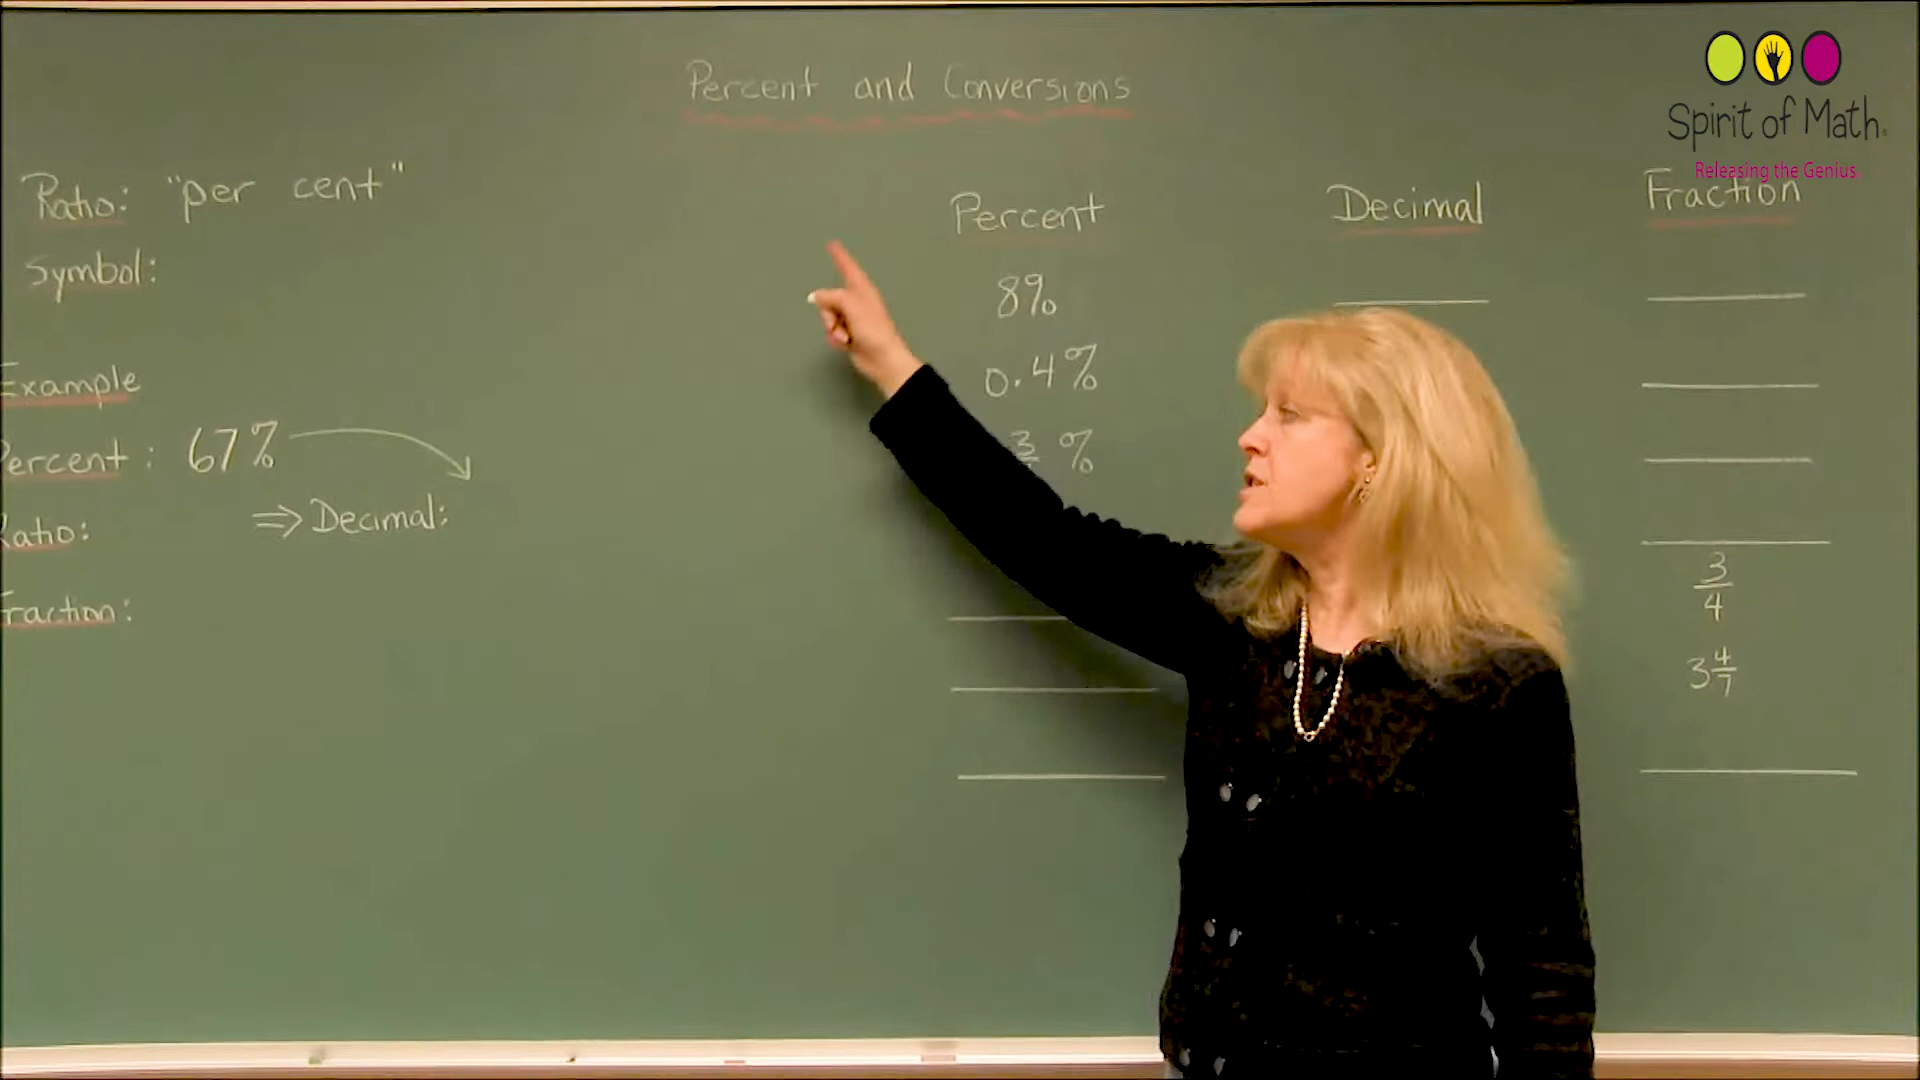 Percent and Conversions
Spirit of Math
Releasing the Genius
Ratio: "per cent"
Symbol:
Example
Percent: 67%
Ratio: ⇒ Decimal:
Fraction:
Percent Decimal Fraction
8%
0.4%
3 %
3/4
3 4/7